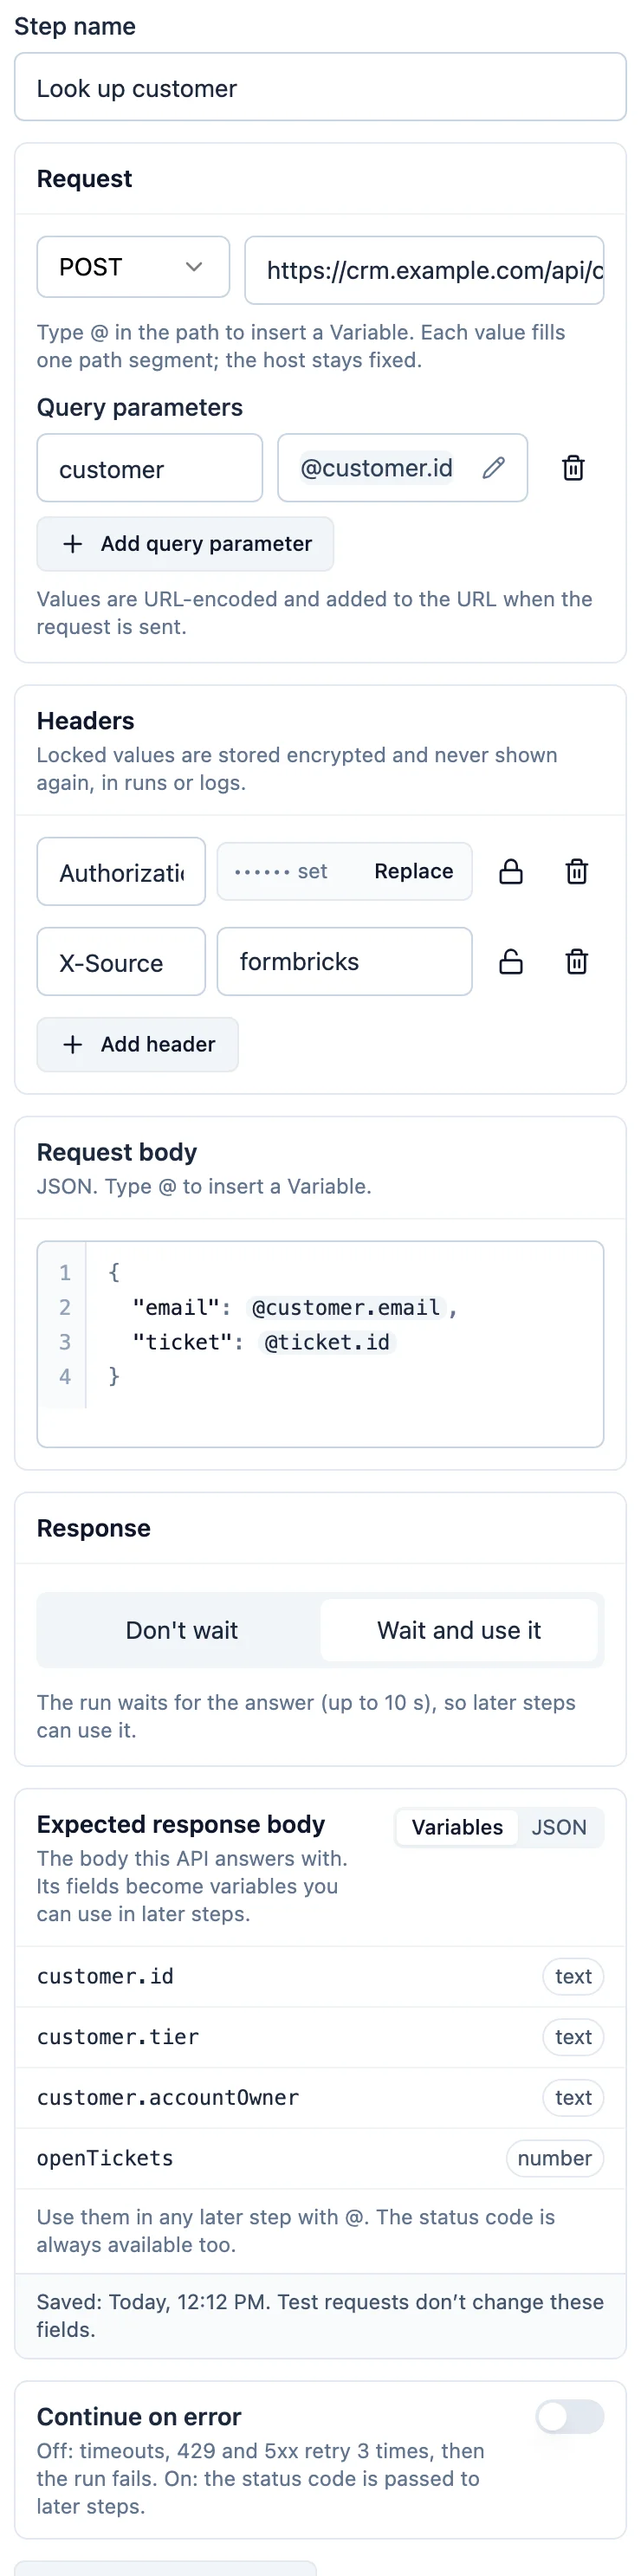 Step name
Look up customer
Request
POST
https://crm.example.com/api/c
Type @ in the path to insert a Variable. Each value fills
one path segment; the host stays fixed.
Query parameters
customer
@customer.id
Add query parameter
Values are URL-encoded and added to the URL when the
request is sent.
Headers
Locked values are stored encrypted and never shown
again, in runs or logs.
Authorizatio
•••••• set Replace
X-Source
formbricks
Add header
Request body
JSON. Type @ to insert a Variable.
1 {
2 "email": @customer.email,
3 "ticket": @ticket.id
4 }
Response
Don't wait
Wait and use it
The run waits for the answer (up to 10 s), so later steps
can use it.
Expected response body
Variables JSON
The body this API answers with.
Its fields become variables you
can use in later steps.
customer.id text
customer.tier text
customer.accountOwner text
openTickets number
Use them in any later step with @. The status code is
always available too.
Saved: Today, 12:12 PM. Test requests don’t change these
fields.
Continue on error
Off: timeouts, 429 and 5xx retry 3 times, then
the run fails. On: the status code is passed to
later steps.